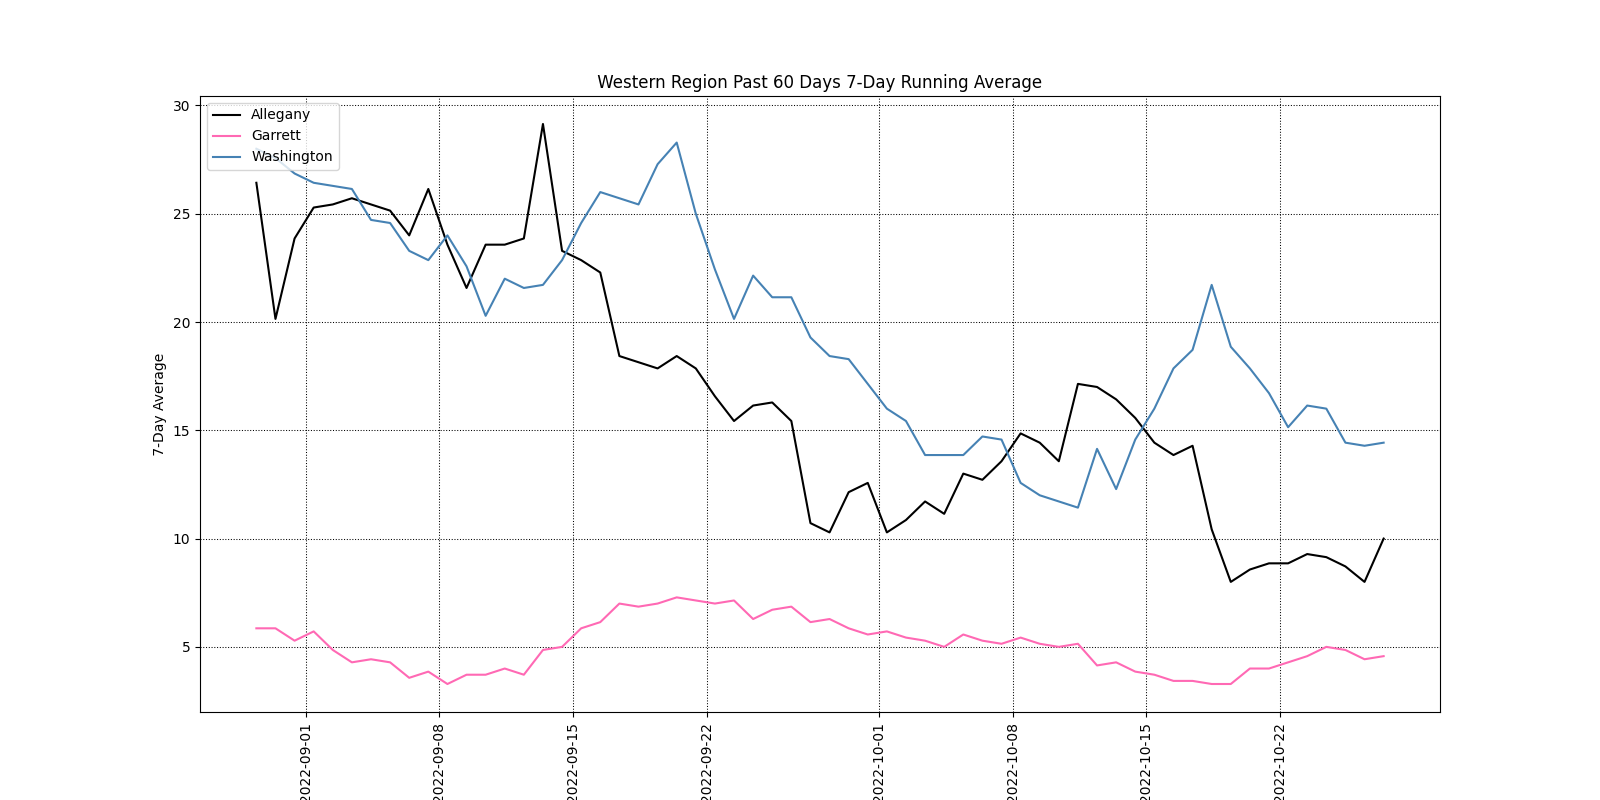 Western Region Past 60 Days 7-Day Running Average
Allegany
Garrett
Washington
7-Day Average
30
25
20
15
10
5
2022-09-01
2022-09-08
2022-09-15
2022-09-22
2022-10-01
2022-10-08
2022-10-15
2022-10-22